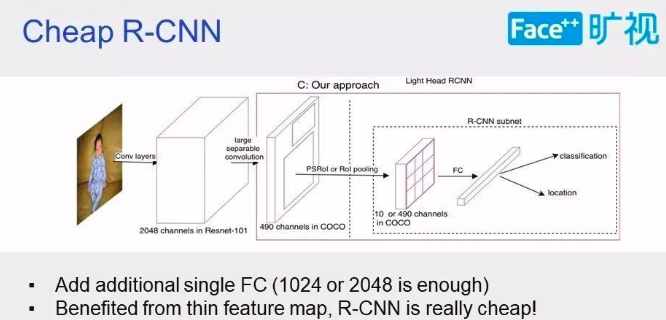 Cheap R-CNN
Face++ 旷视
C: Our approach
Light Head RCNN
R-CNN subnet
Conv layers
large
separable
convolution
PSRoI or RoI pooling
FC
classification
location
2048 channels in Resnet-101
490 channels in COCO
10 or 490 channels
in COCO
▪ Add additional single FC (1024 or 2048 is enough)
▪ Benefited from thin feature map, R-CNN is really cheap!